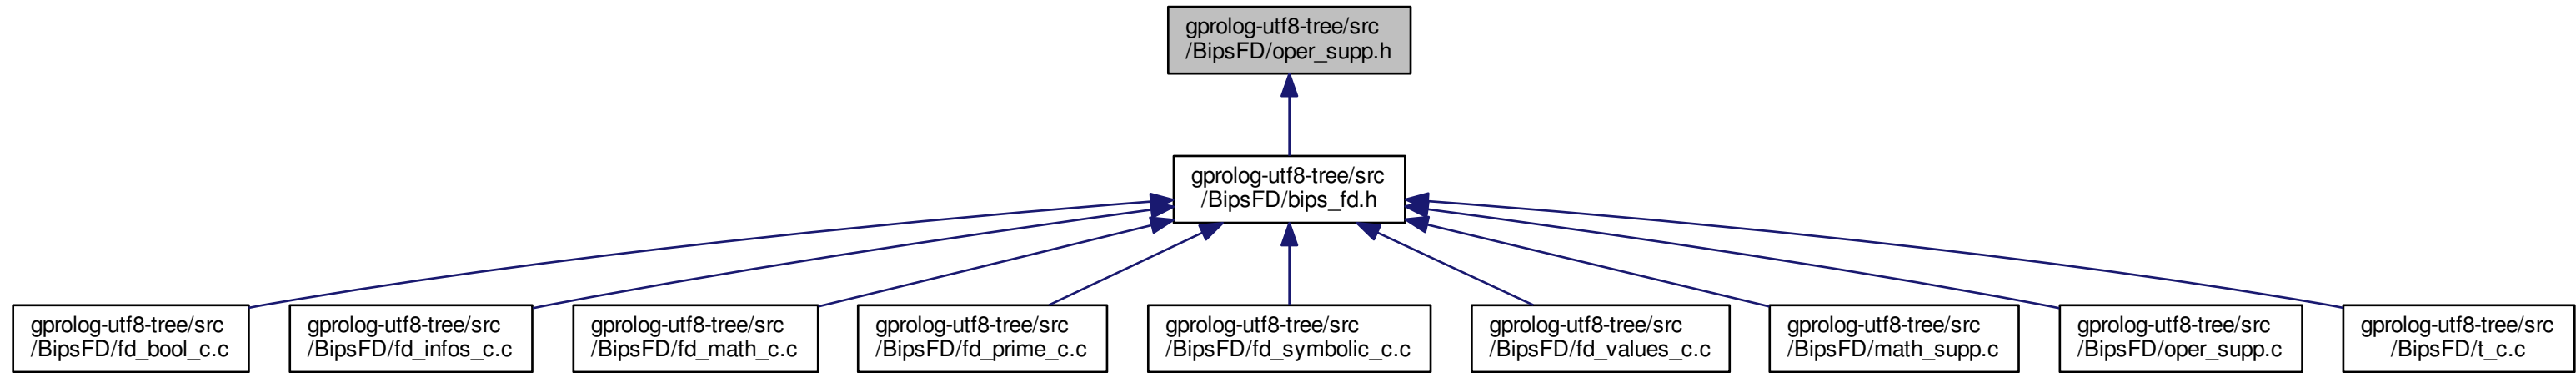 gprolog-utf8-tree/src
/BipsFD/oper_supp.h
gprolog-utf8-tree/src
/BipsFD/bips_fd.h
gprolog-utf8-tree/src
/BipsFD/fd_bool_c.c
gprolog-utf8-tree/src
/BipsFD/fd_infos_c.c
gprolog-utf8-tree/src
/BipsFD/fd_math_c.c
gprolog-utf8-tree/src
/BipsFD/fd_prime_c.c
gprolog-utf8-tree/src
/BipsFD/fd_symbolic_c.c
gprolog-utf8-tree/src
/BipsFD/fd_values_c.c
gprolog-utf8-tree/src
/BipsFD/math_supp.c
gprolog-utf8-tree/src
/BipsFD/oper_supp.c
gprolog-utf8-tree/src
/BipsFD/t_c.c